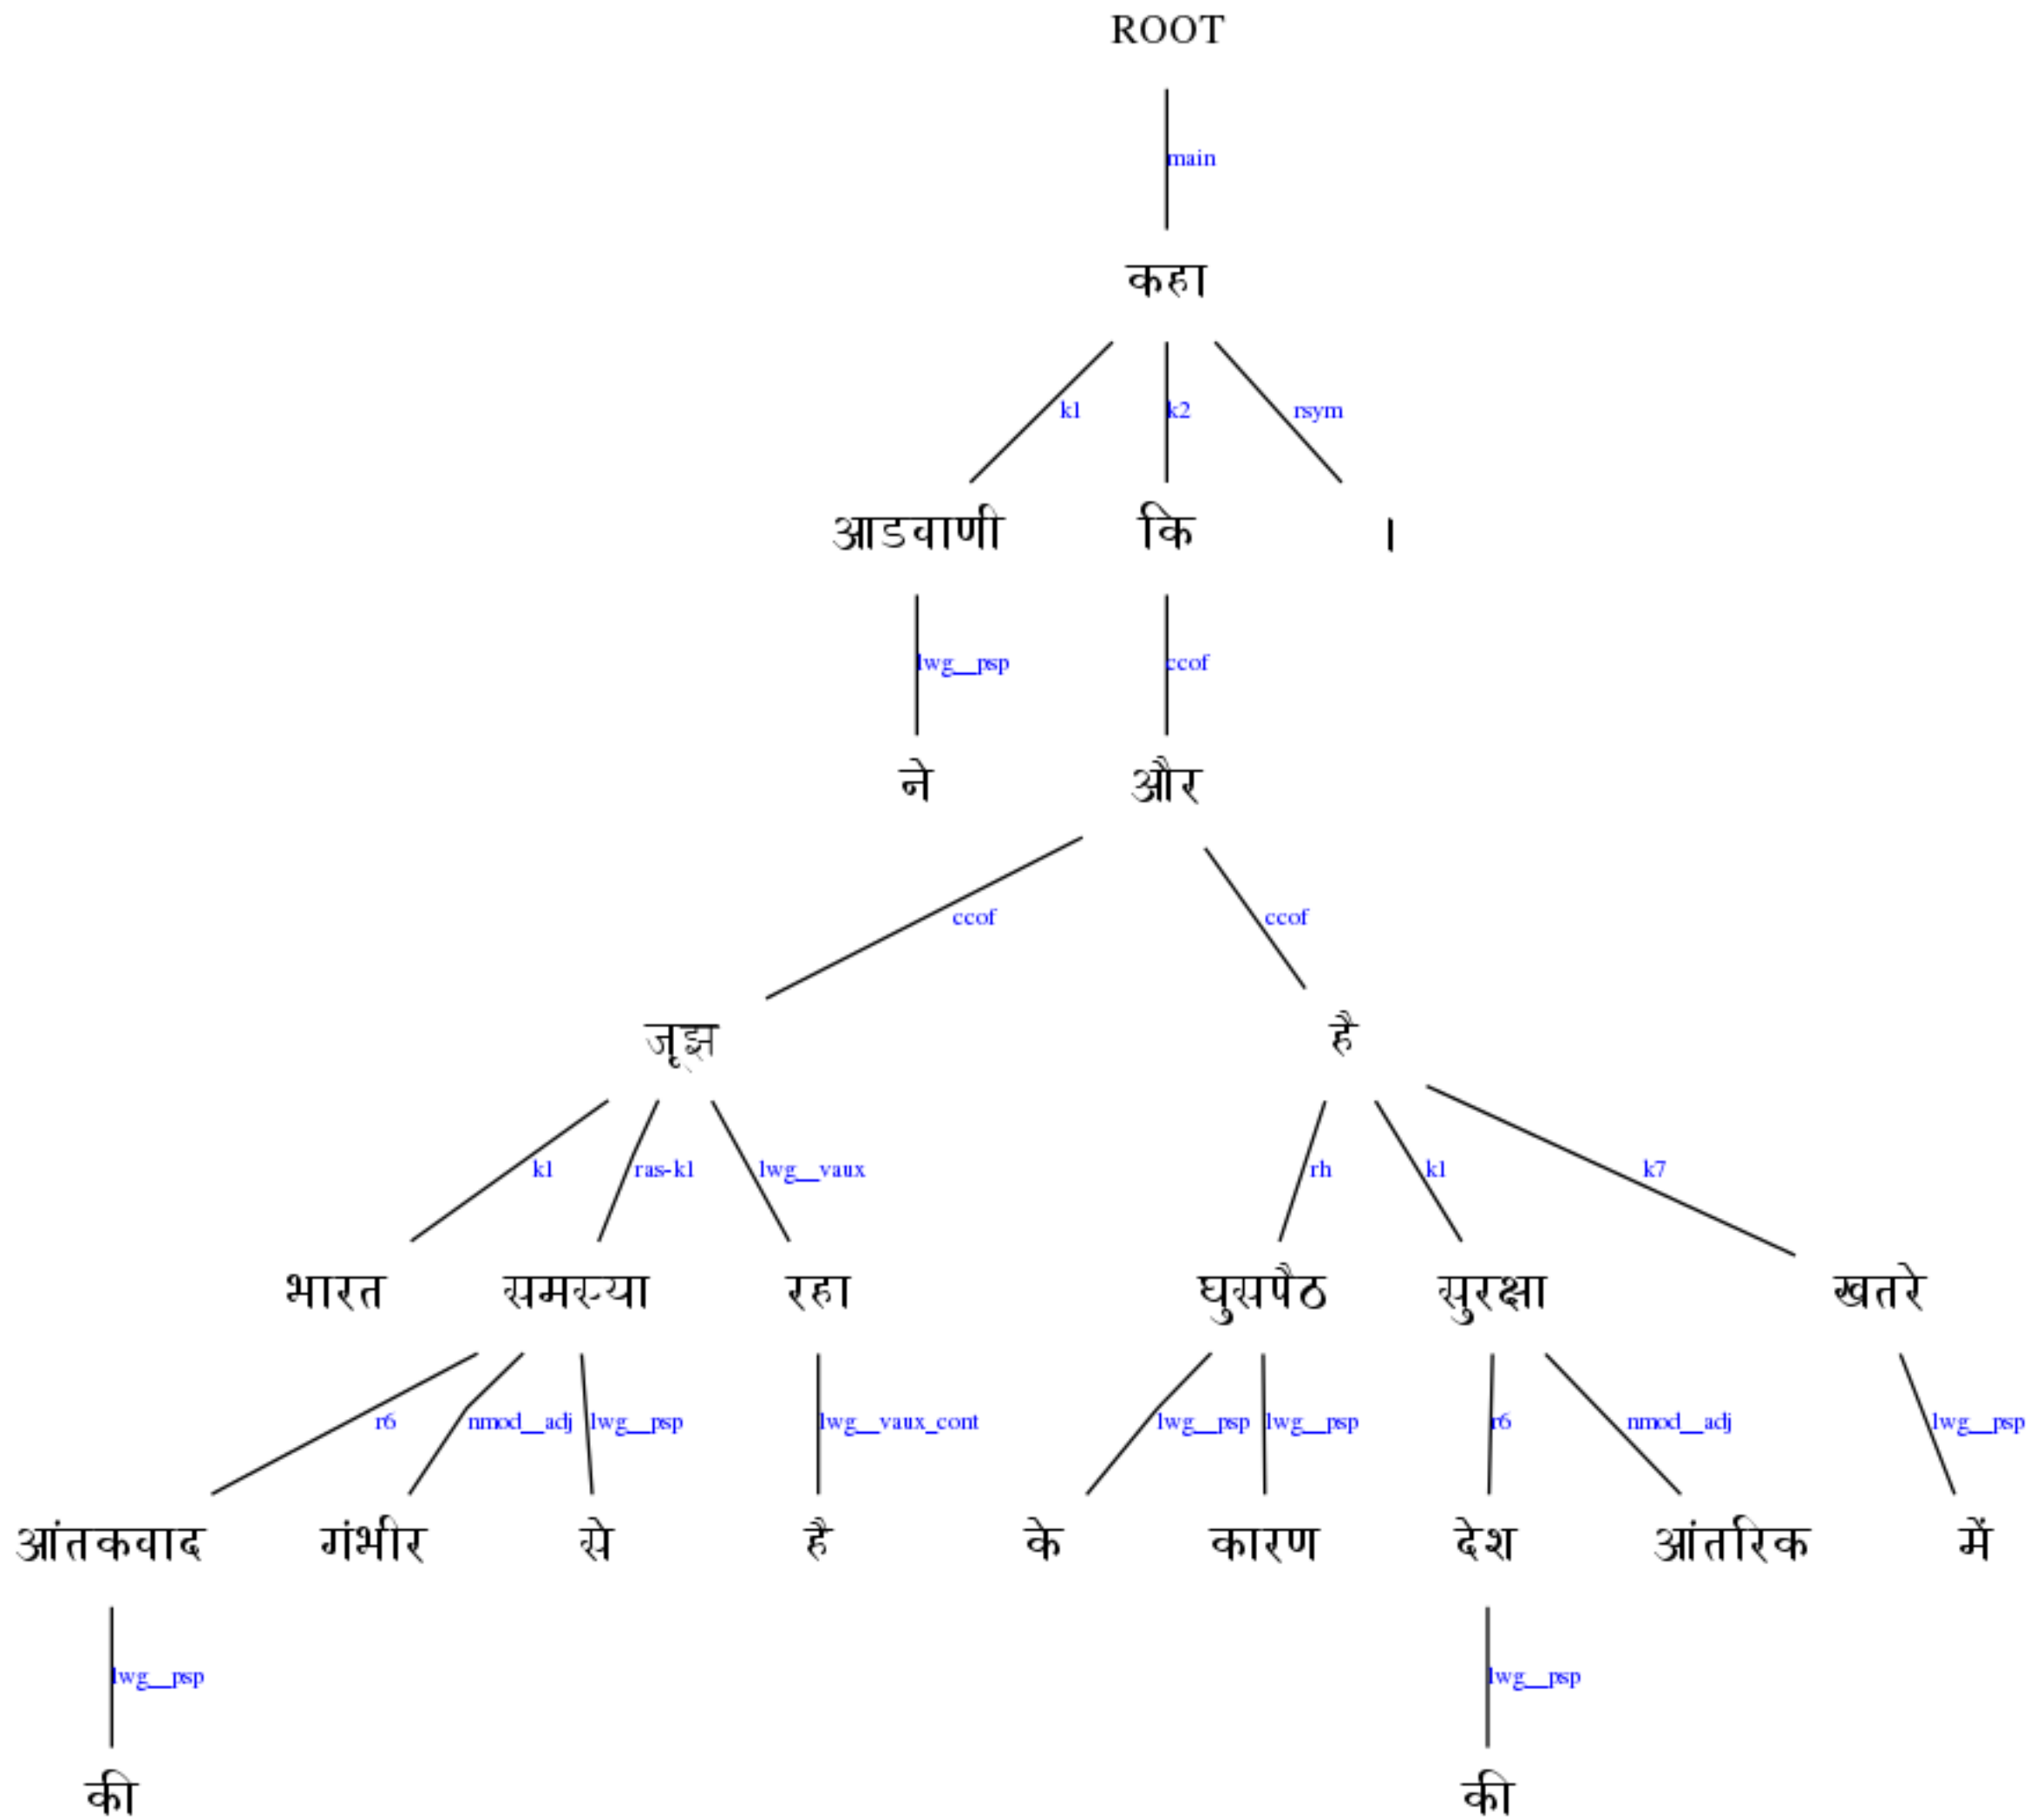 ROOT
main
कहा
k1 k2 rsym
आडवाणी कि ।
lwg__psp ccof
ने और
ccof ccof
जूझ है
k1 ras-k1 lwg__vaux rh k1 k7
भारत समस्या रहा घुसपैठ सुरक्षा खतरे
r6 nmod__adj lwg__psp lwg__vaux_cont lwg__psp lwg__psp r6 nmod__adj lwg__psp
आंतकवाद गंभीर से है के कारण देश आंतरिक में
lwg__psp lwg__psp
की की